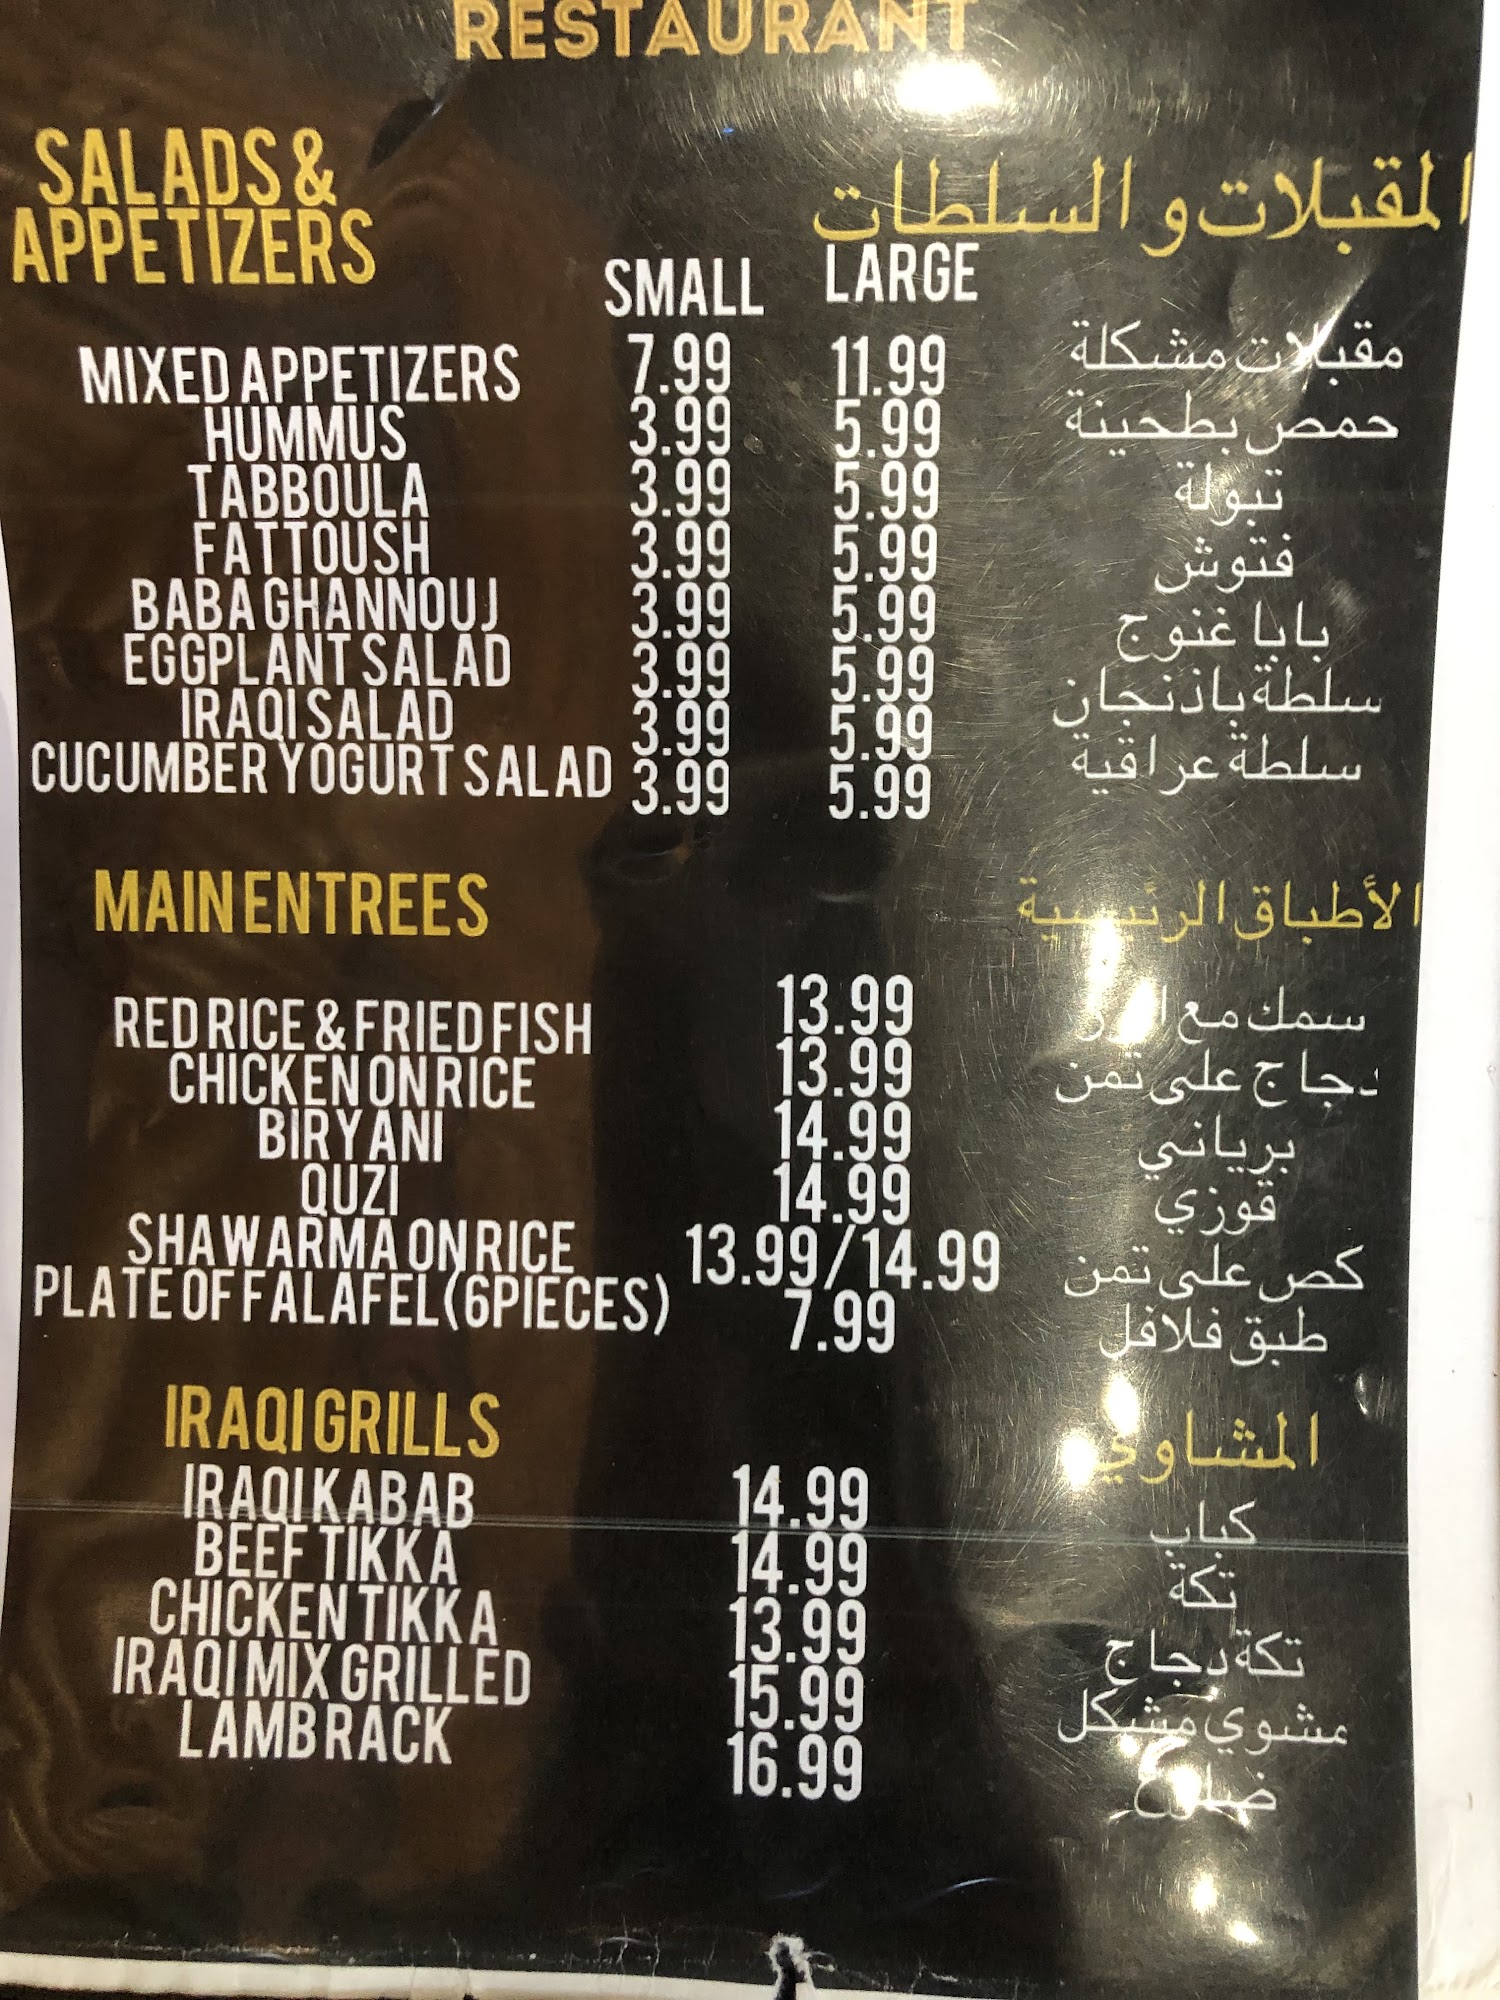 RESTAURANT
SALADS & المقبلات و السلطات
APPETIZERS
SMALL LARGE
MIXED APPETIZERS 7.99 11.99 مقبلات مشكلة
HUMMUS 3.99 5.99 حمص بطحينة
TABBOULA 3.99 5.99 تبولة
FATTOUSH 3.99 5.99 فتوش
BABA GHANNOUJ 3.99 5.99 بابا غنوج
EGGPLANT SALAD 3.99 5.99 سلطة باذنجان
IRAQI SALAD 3.99 5.99 سلطة عراقية
CUCUMBER YOGURT SALAD 3.99 5.99
MAIN ENTREES الأطباق الرئيسية
RED RICE & FRIED FISH 13.99 سمك مع
CHICKEN ON RICE 13.99 دجاج على تمن
BIRYANI 14.99 برياني
QUZI 14.99 قوزي
SHAWARMA ON RICE 13.99/14.99 كص على تمن
PLATE OF FALAFEL (6 PIECES) 7.99 طبق فلافل
IRAQI GRILLS المشاوي
IRAQI KABAB 14.99 كباب
BEEF TIKKA 14.99 تكة
CHICKEN TIKKA 13.99 تكة دجاج
IRAQI MIX GRILLED 15.99 مشوي مشكل
LAMB RACK 16.99